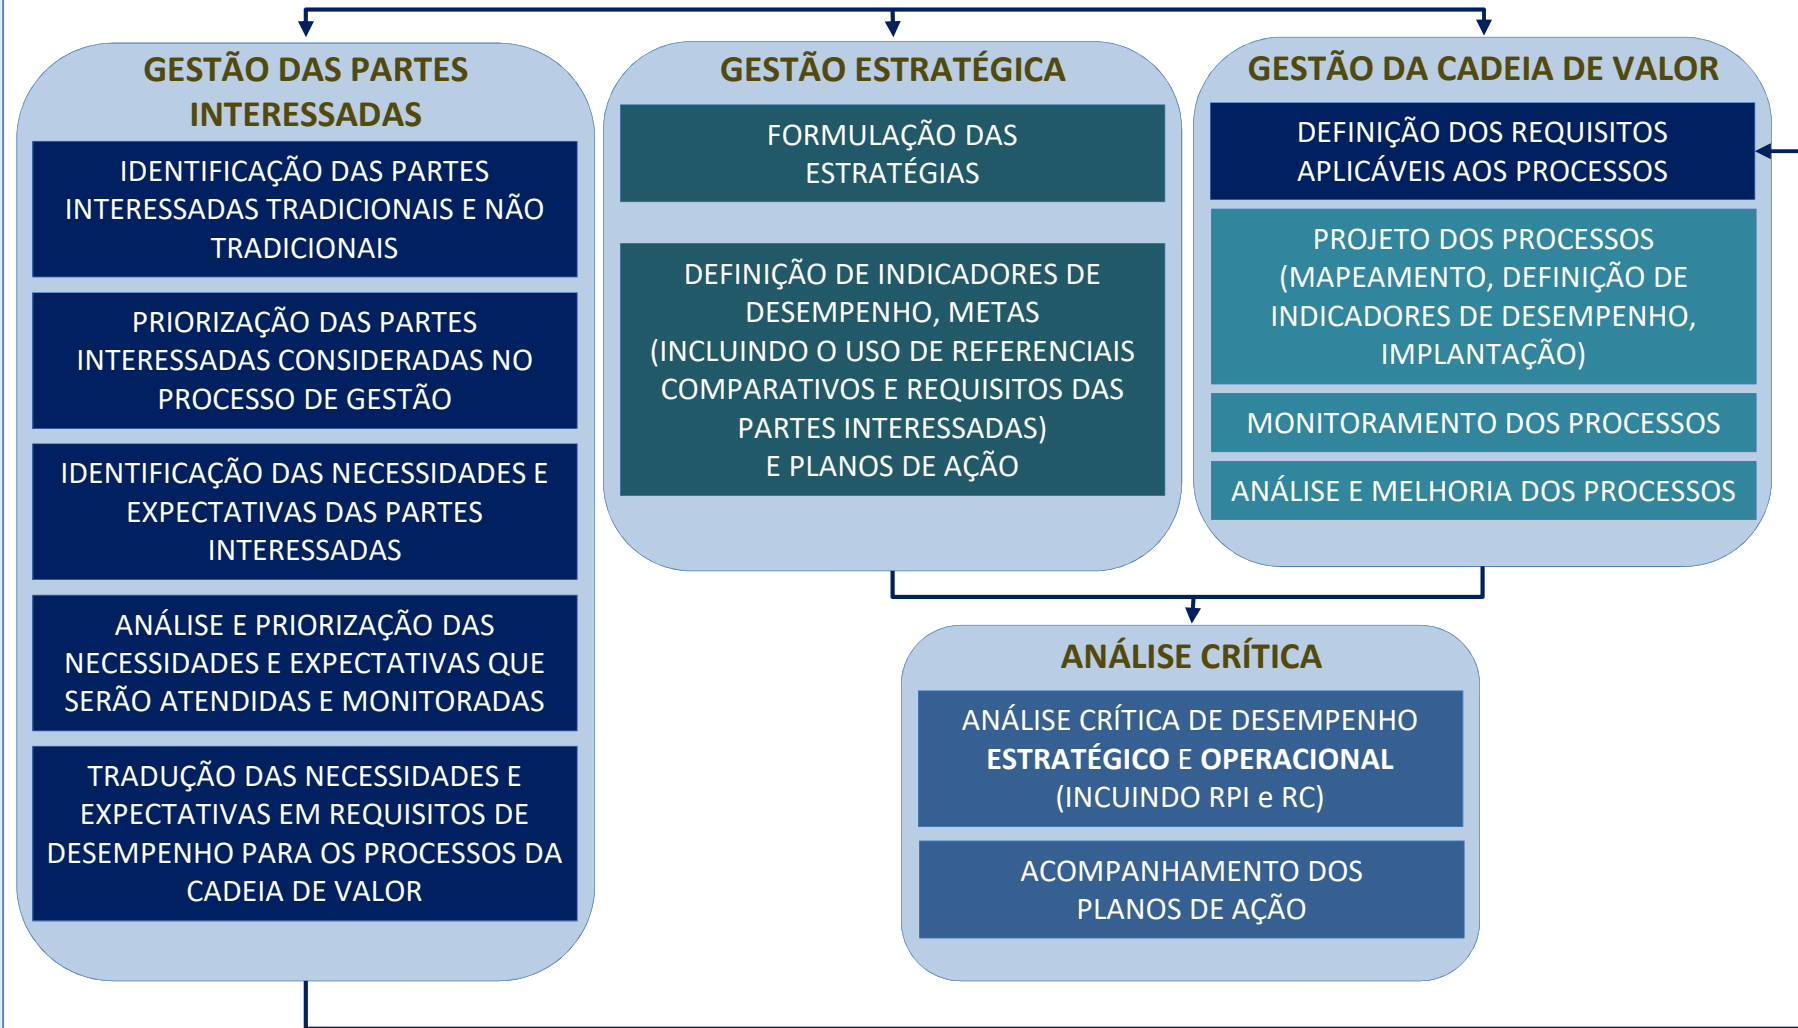 GESTÃO DAS PARTES
INTERESSADAS
IDENTIFICAÇÃO DAS PARTES
INTERESSADAS TRADICIONAIS E NÃO
TRADICIONAIS
PRIORIZAÇÃO DAS PARTES
INTERESSADAS CONSIDERADAS NO
PROCESSO DE GESTÃO
IDENTIFICAÇÃO DAS NECESSIDADES E
EXPECTATIVAS DAS PARTES
INTERESSADAS
ANÁLISE E PRIORIZAÇÃO DAS
NECESSIDADES E EXPECTATIVAS QUE
SERÃO ATENDIDAS E MONITORADAS
TRADUÇÃO DAS NECESSIDADES E
EXPECTATIVAS EM REQUISITOS DE
DESEMPENHO PARA OS PROCESSOS DA
CADEIA DE VALOR
GESTÃO ESTRATÉGICA
FORMULAÇÃO DAS
ESTRATÉGIAS
DEFINIÇÃO DE INDICADORES DE
DESEMPENHO, METAS
(INCLUINDO O USO DE REFERENCIAIS
COMPARATIVOS E REQUISITOS DAS
PARTES INTERESSADAS)
E PLANOS DE AÇÃO
GESTÃO DA CADEIA DE VALOR
DEFINIÇÃO DOS REQUISITOS
APLICÁVEIS AOS PROCESSOS
PROJETO DOS PROCESSOS
(MAPEAMENTO, DEFINIÇÃO DE
INDICADORES DE DESEMPENHO,
IMPLANTAÇÃO)
MONITORAMENTO DOS PROCESSOS
ANÁLISE E MELHORIA DOS PROCESSOS
ANÁLISE CRÍTICA
ANÁLISE CRÍTICA DE DESEMPENHO
ESTRATÉGICO E OPERACIONAL
(INCUINDO RPI e RC)
ACOMPANHAMENTO DOS
PLANOS DE AÇÃO